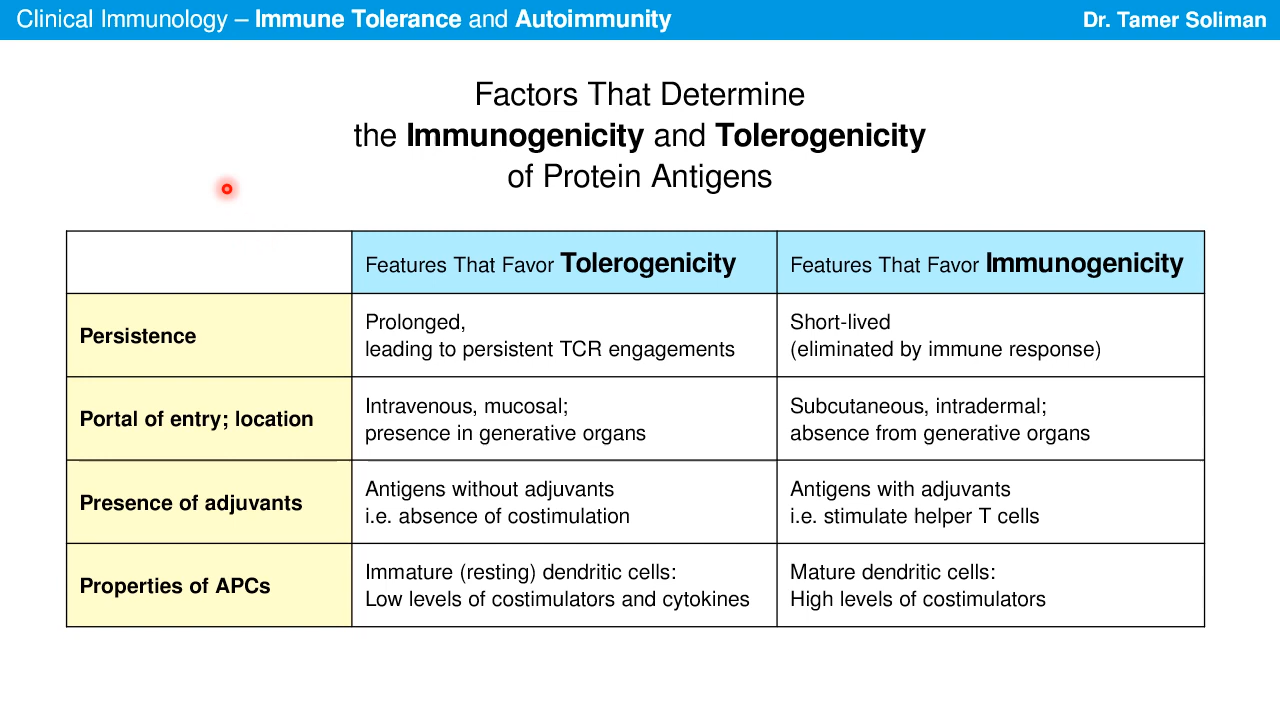 Clinical Immunology – Immune Tolerance and Autoimmunity
Dr. Tamer Soliman
Factors That Determine
the Immunogenicity and Tolerogenicity
of Protein Antigens
Features That Favor Tolerogenicity
Features That Favor Immunogenicity
Persistence
Prolonged,
leading to persistent TCR engagements
Short-lived
(eliminated by immune response)
Portal of entry; location
Intravenous, mucosal;
presence in generative organs
Subcutaneous, intradermal;
absence from generative organs
Presence of adjuvants
Antigens without adjuvants
i.e. absence of costimulation
Antigens with adjuvants
i.e. stimulate helper T cells
Properties of APCs
Immature (resting) dendritic cells:
Low levels of costimulators and cytokines
Mature dendritic cells:
High levels of costimulators